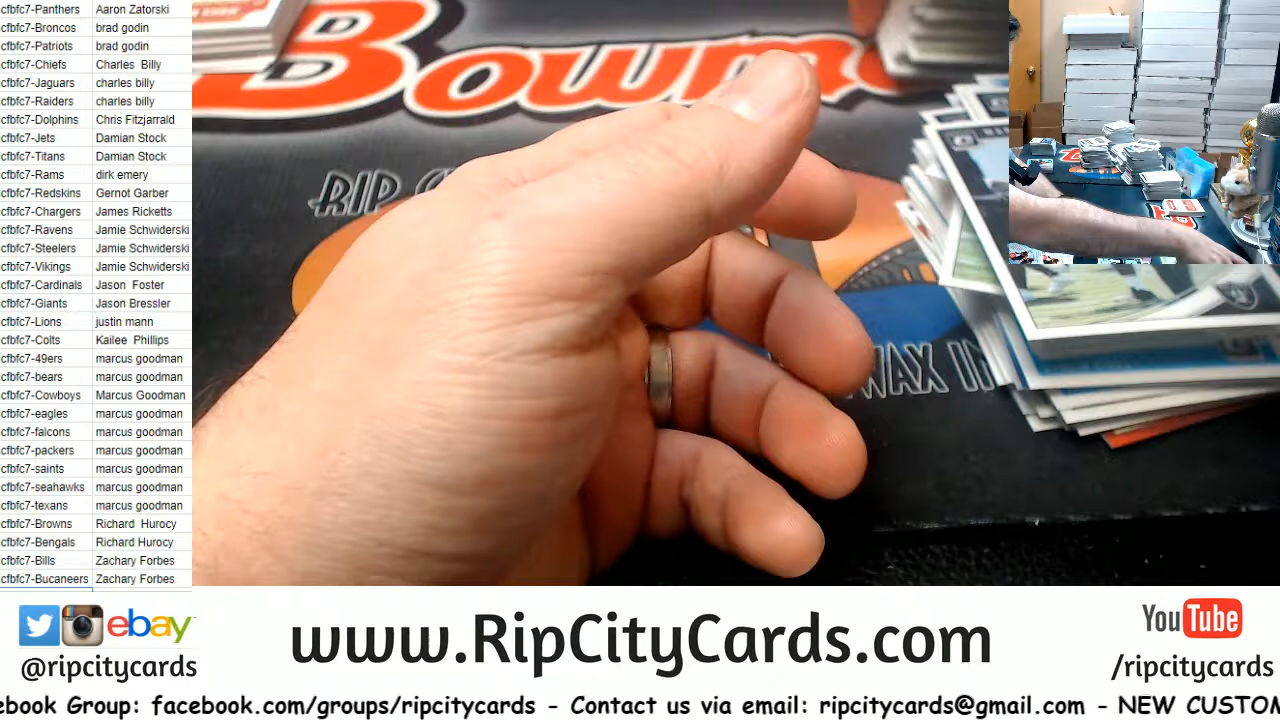 cfbfc7-Panthers Aaron Zatorski
cfbfc7-Broncos brad godin
cfbfc7-Patriots brad godin
cfbfc7-Chiefs Charles Billy
cfbfc7-Jaguars charles billy
cfbfc7-Raiders charles billy
cfbfc7-Dolphins Chris Fitzjarrald
cfbfc7-Jets Damian Stock
cfbfc7-Titans Damian Stock
cfbfc7-Rams dirk emery
cfbfc7-Redskins Gernot Garber
cfbfc7-Chargers James Ricketts
cfbfc7-Ravens Jamie Schwiderski
cfbfc7-Steelers Jamie Schwiderski
cfbfc7-Vikings Jamie Schwiderski
cfbfc7-Cardinals Jason Foster
cfbfc7-Giants Jason Bressler
cfbfc7-Lions justin mann
cfbfc7-Colts Kailee Phillips
cfbfc7-49ers marcus goodman
cfbfc7-bears marcus goodman
cfbfc7-Cowboys Marcus Goodman
cfbfc7-eagles marcus goodman
cfbfc7-falcons marcus goodman
cfbfc7-packers marcus goodman
cfbfc7-saints marcus goodman
cfbfc7-seahawks marcus goodman
cfbfc7-texans marcus goodman
cfbfc7-Browns Richard Hurocy
cfbfc7-Bengals Richard Hurocy
cfbfc7-Bills Zachary Forbes
cfbfc7-Bucaneers Zachary Forbes
Bowma
RIP
WAX IN
ebay
@ripcitycards
www.RipCityCards.com
YouTube
/ripcitycards
ebook Group: facebook.com/groups/ripcitycards - Contact us via email: ripcitycards@gmail.com - NEW CUSTOM